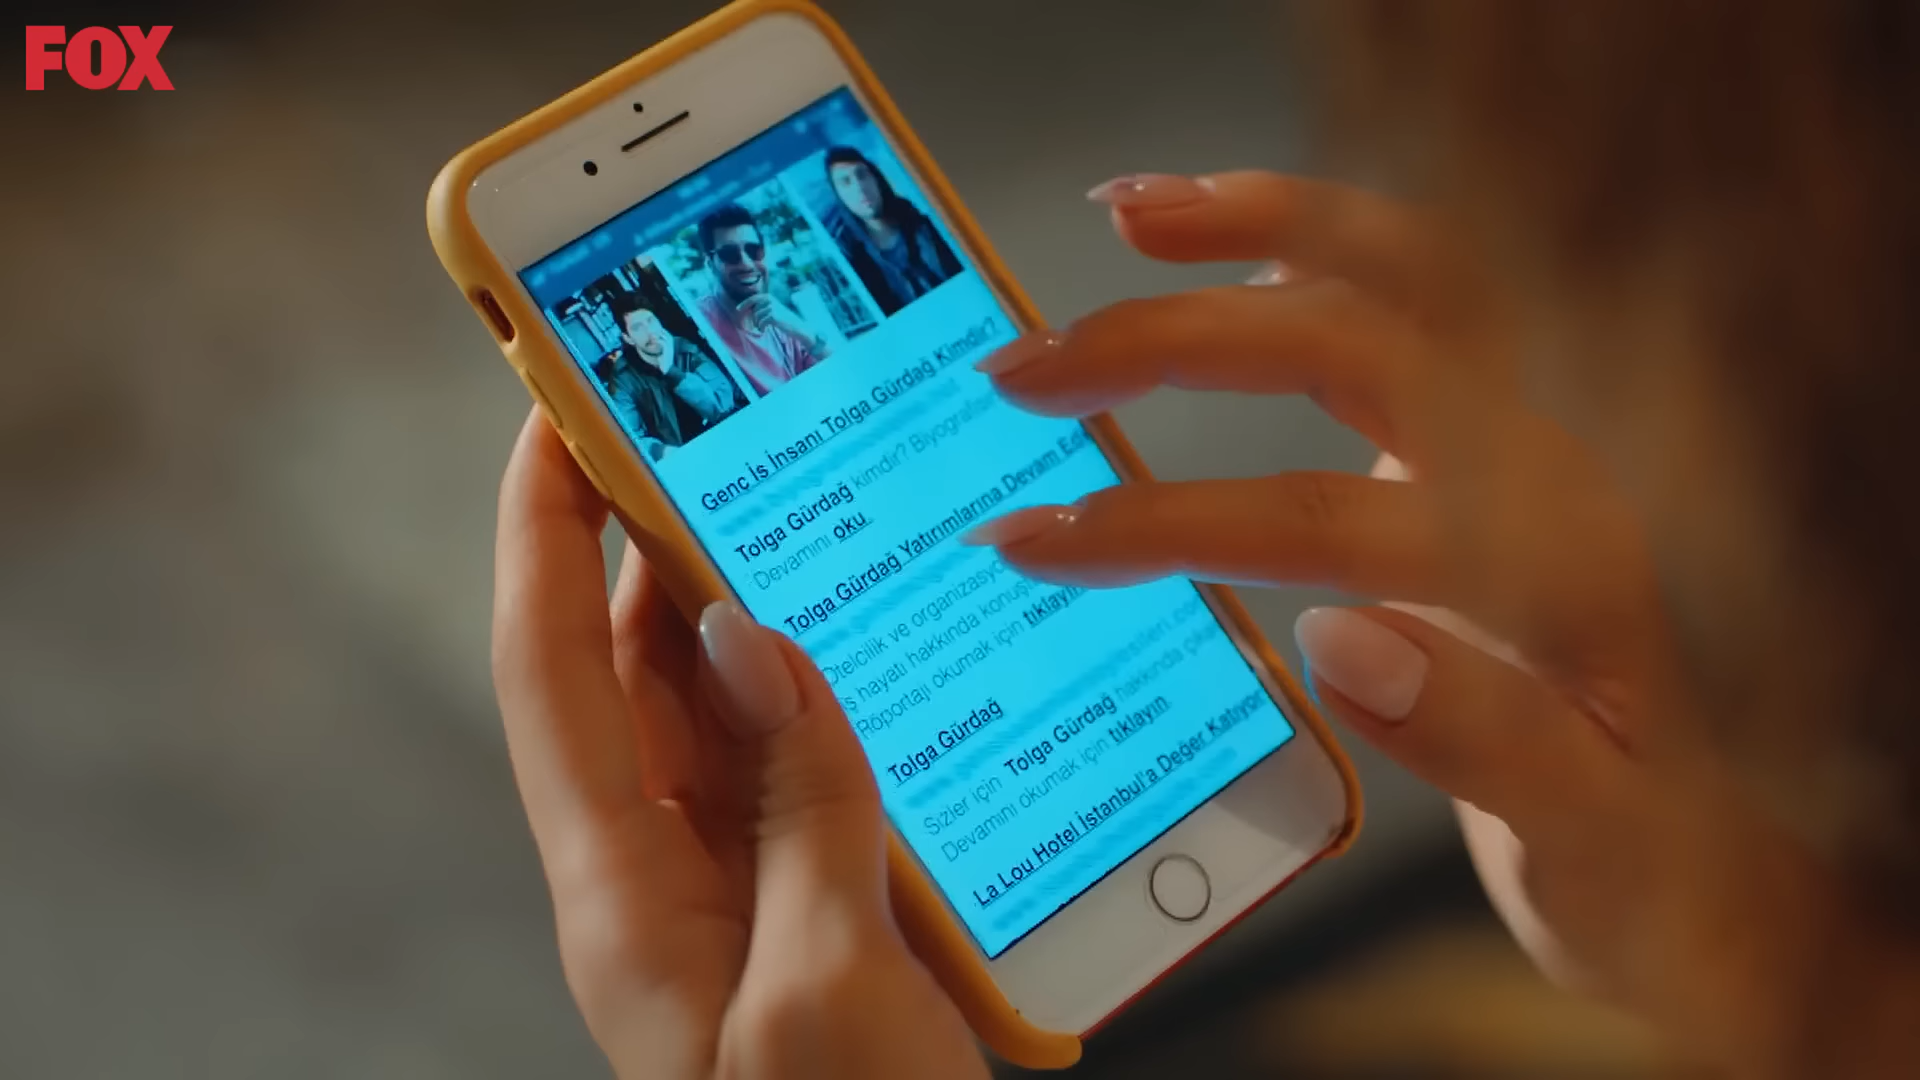 FOX
Genç İş İnsanı Tolga Gürdağ Kimdir?
Tolga Gürdağ kimdir? Biyografisi
Devamını oku..
Tolga Gürdağ Yatırımlarına Devam Ed
Otelcilik ve organizasyo
iş hayatı hakkında konuşt
Röportajı okumak için tıklayın
Tolga Gürdağ
Sizler için Tolga Gürdağ hakkında
Devamını okumak için tıklayın.
La Lou Hotel İstanbul'a Değer Katıyor